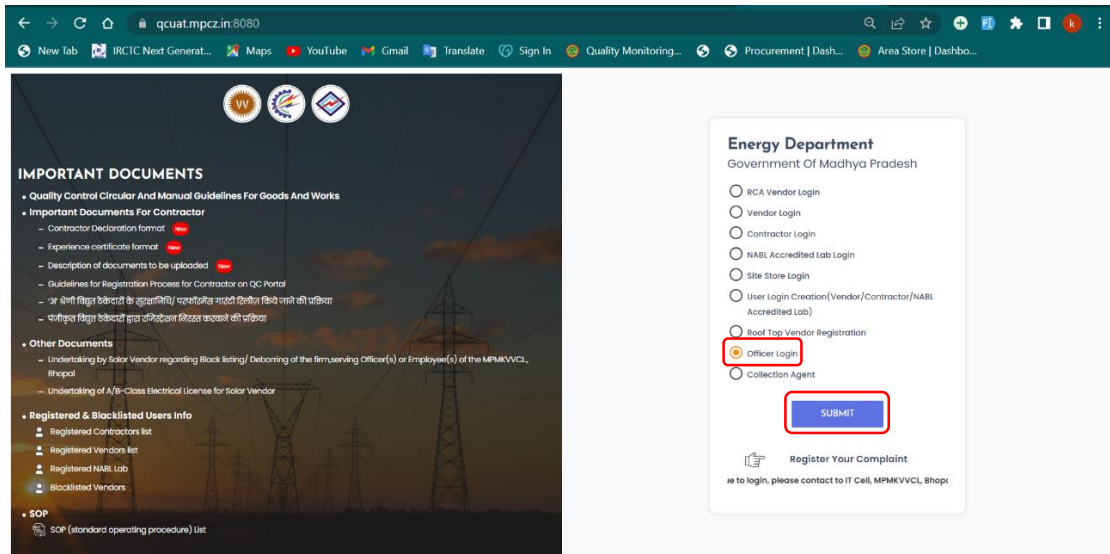 qcuat.mpcz.in:8080
k
New Tab IRCTC Next Generat... Maps YouTube Gmail Translate Sign In Quality Monitoring... Procurement | Dash... Area Store | Dashbo...
IMPORTANT DOCUMENTS
• Quality Control Circular And Manual Guidelines For Goods And Works
• Important Documents For Contractor
– Contractor Declaration format New
– Experience certificate format New
– Description of documents to be uploaded New
– Guidelines for Registration Process for Contractor on QC Portal
– 'अ' श्रेणी विद्युत ठेकेदारों के सुरक्षानिधि/ परफॉर्मेंस गारंटी रिलीज़ किये जाने की प्रक्रिया
– पंजीकृत विद्युत ठेकेदारों द्वारा रजिस्ट्रेशन निरस्त करवाने की प्रक्रिया
• Other Documents
– Undertaking by Solar Vendor regarding Black listing/ Debarring of the firm,serving Officer(s) or Employee(s) of the MPMKVVCL,
Bhopal
– Undertaking of A/B-Class Electrical License for Solar Vendor
• Registered & Blacklisted Users Info
Registered Contractors list
Registered Vendors list
Registered NABL Lab
Blacklisted Vendors
• SOP
SOP (standard operating procedure) List
Energy Department
Government Of Madhya Pradesh
RCA Vendor Login
Vendor Login
Contractor Login
NABL Accredited Lab Login
Site Store Login
User Login Creation(Vendor/Contractor/NABL
Accredited Lab)
Roof Top Vendor Registration
Officer Login
Collection Agent
SUBMIT
Register Your Complaint
to login, please contact to IT Cell, MPMKVVCL,